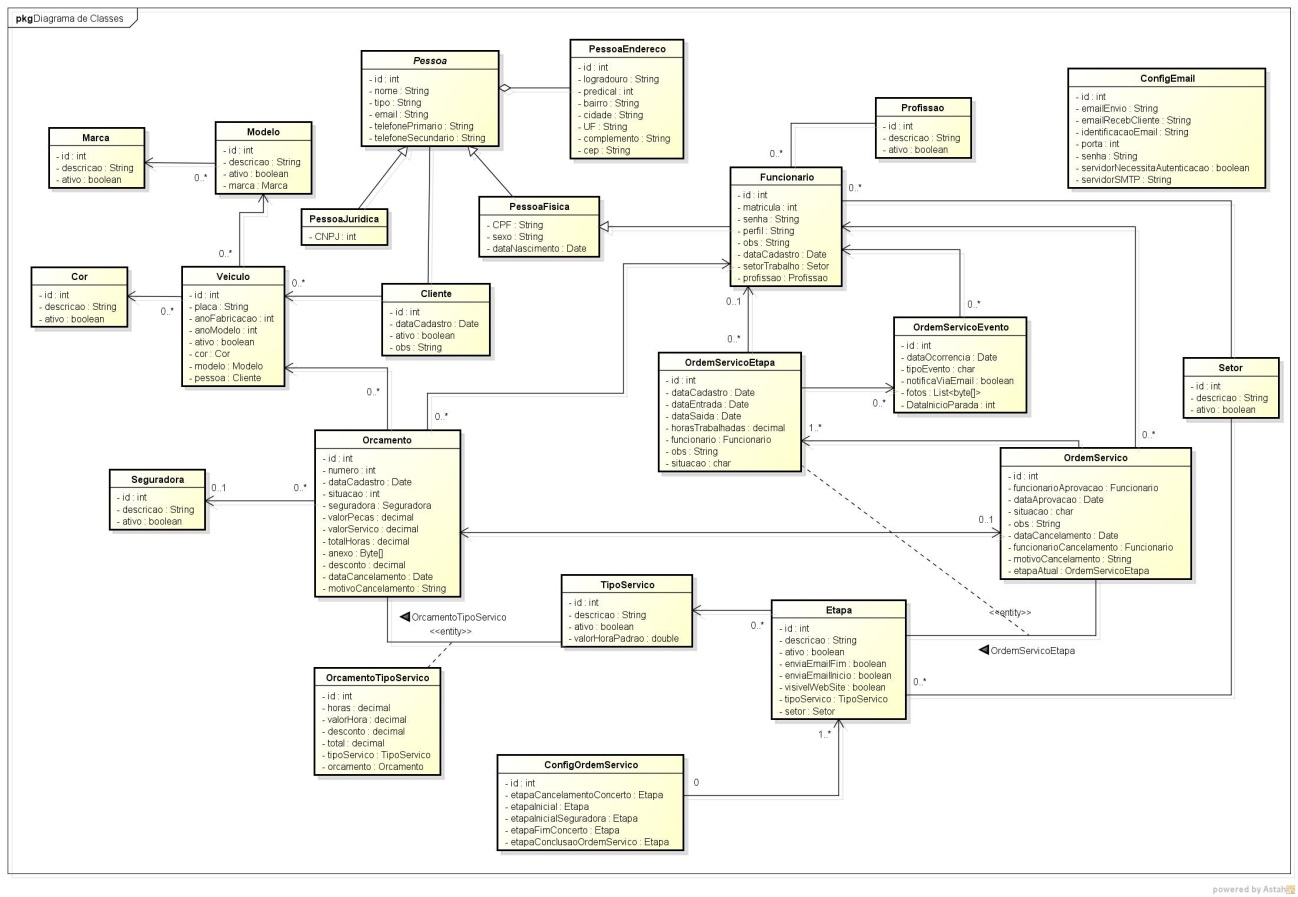 pkg Diagrama de Classes
Pessoa
- id : int
- nome : String
- tipo : String
- email : String
- telefonePrimario : String
- telefoneSecundario : String
PessoaEndereco
- id : int
- logradouro : String
- predical : int
- bairro : String
- cidade : String
- UF : String
- complemento : String
- cep : String
ConfigEmail
- id : int
- emailEnvio : String
- emailRecebCliente : String
- identificacaoEmail : String
- porta : int
- senha : String
- servidorNecessitaAutenticacao : boolean
- servidorSMTP : String
Profissao
- id : int
- descricao : String
- ativo : boolean
0..*
Marca
- id : int
- descricao : String
- ativo : boolean
0..*
Modelo
- id : int
- descricao : String
- ativo : boolean
- marca : Marca
0..*
PessoaJuridica
- CNPJ : int
PessoaFisica
- CPF : String
- sexo : String
- dataNascimento : Date
Funcionario
- id : int
- matricula : int
- senha : String
- perfil : String
- obs : String
- dataCadastro : Date
- setorTrabalho : Setor
- profissao : Profissao
0..*
0..1
0..*
Cor
- id : int
- descricao : String
- ativo : boolean
0..*
Veiculo
- id : int
- placa : String
- anoFabricacao : int
- anoModelo : int
- ativo : boolean
- cor : Cor
- modelo : Modelo
- pessoa : Cliente
0..*
0..*
Cliente
- id : int
- dataCadastro : Date
- ativo : boolean
- obs : String
OrdemServicoEtapa
- id : int
- dataCadastro : Date
- dataEntrada : Date
- dataSaida : Date
- horasTrabalhadas : decimal
- funcionario : Funcionario
- obs : String
- situacao : char
0..*
1..*
OrdemServicoEvento
- id : int
- dataOcorrencia : Date
- tipoEvento : char
- notificaViaEmail : boolean
- fotos : List<byte[]>
- DataInicioParada : int
0..*
Setor
- id : int
- descricao : String
- ativo : boolean
0..*
Orcamento
- id : int
- numero : int
- dataCadastro : Date
- situacao : int
- seguradora : Seguradora
- valorPecas : decimal
- valorServico : decimal
- totalHoras : decimal
- anexo : Byte[]
- desconto : decimal
- dataCancelamento : Date
- motivoCancelamento : String
Seguradora
- id : int
- descricao : String
- ativo : boolean
0..1
0..*
0..1
OrdemServico
- id : int
- funcionarioAprovacao : Funcionario
- dataAprovacao : Date
- situacao : char
- obs : String
- dataCancelamento : Date
- funcionarioCancelamento : Funcionario
- motivoCancelamento : String
- etapaAtual : OrdemServicoEtapa
OrcamentoTipoServico
<<entity>>
TipoServico
- id : int
- descricao : String
- ativo : boolean
- valorHoraPadrao : double
0..*
Etapa
- id : int
- descricao : String
- ativo : boolean
- enviaEmailFim : boolean
- enviaEmailInicio : boolean
- visivelWebSite : boolean
- tipoServico : TipoServico
- setor : Setor
<<entity>>
OrdemServicoEtapa
0..*
1..*
OrcamentoTipoServico
- id : int
- horas : decimal
- valorHora : decimal
- desconto : decimal
- total : decimal
- tipoServico : TipoServico
- orcamento : Orcamento
ConfigOrdemServico
- id : int
- etapaCancelamentoConcerto : Etapa
- etapaInicial : Etapa
- etapaInicialSeguradora : Etapa
- etapaFimConcerto : Etapa
- etapaConclusaoOrdemServico : Etapa
0
powered by Astah